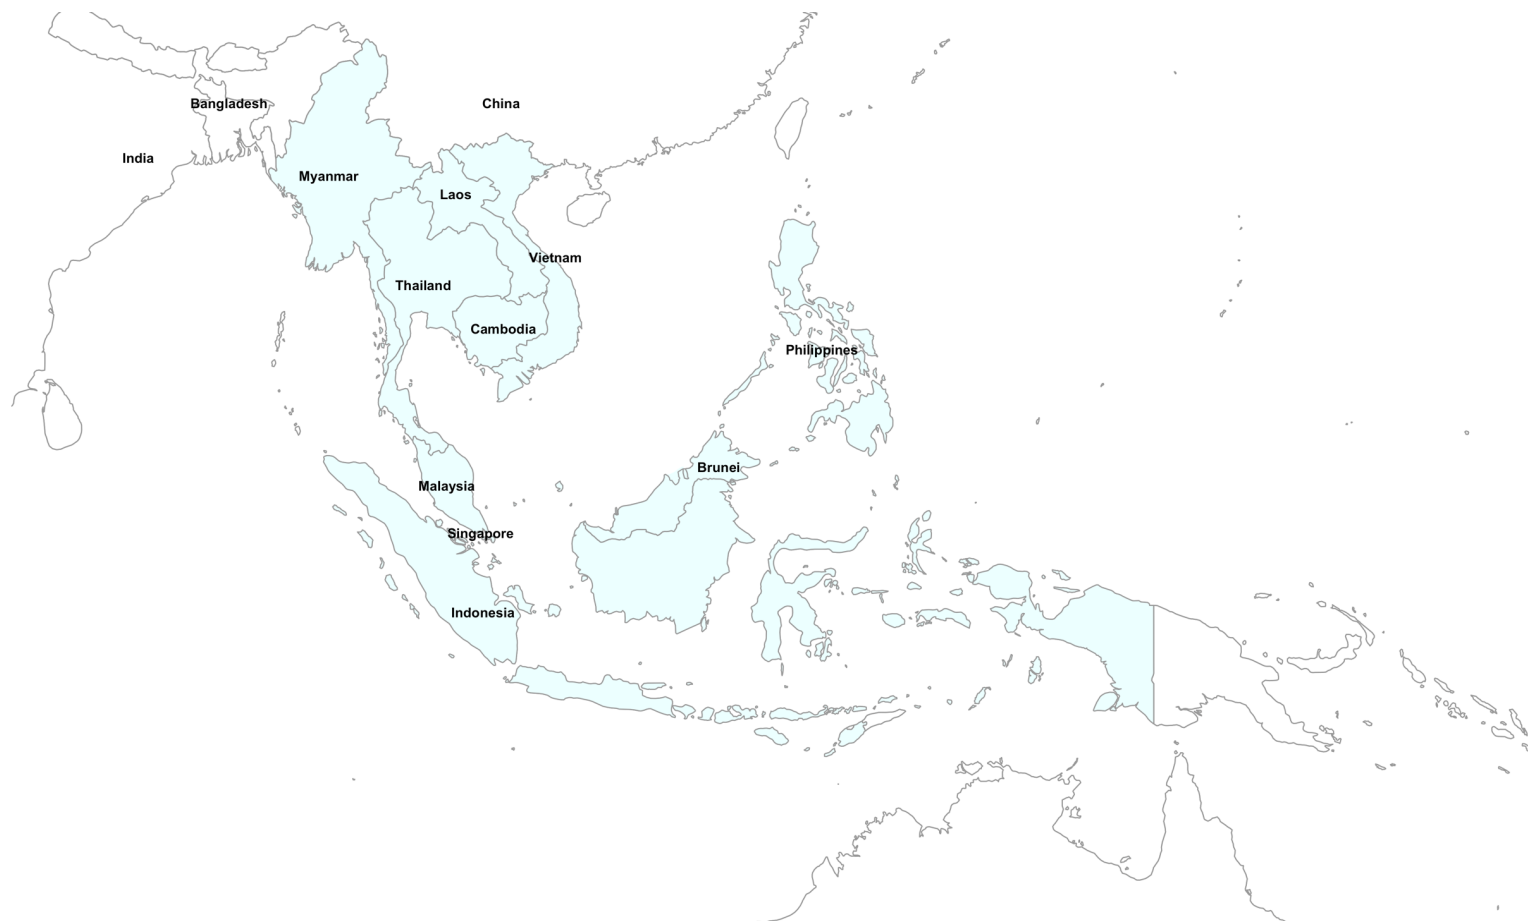 Bangladesh
China
India
Myanmar
Laos
Vietnam
Thailand
Cambodia
Philippines
Brunei
Malaysia
Singapore
Indonesia